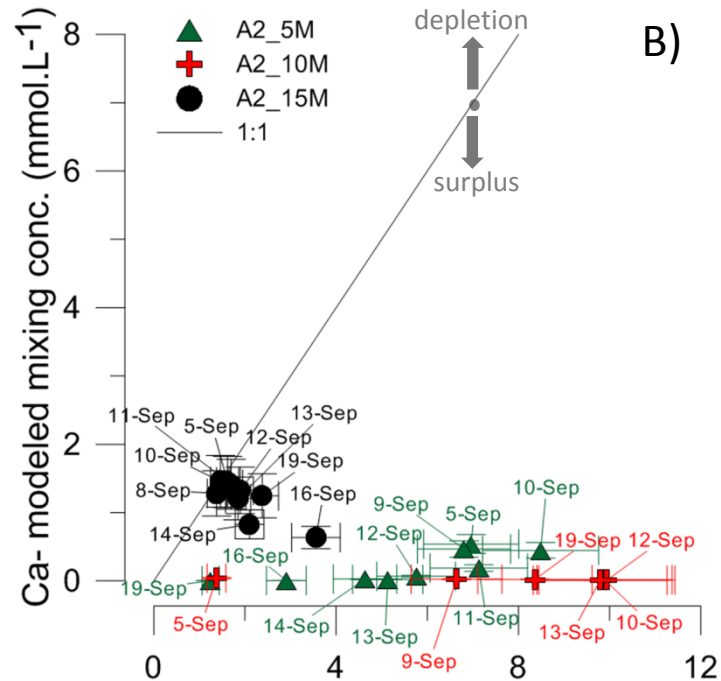 depletion
B)
A2_5M
A2_10M
A2_15M
1:1
surplus
Ca- modeled mixing conc. (mmol.L-1)
8
6
4
2
0
11-Sep
5-Sep
13-Sep
12-Sep
10-Sep
19-Sep
8-Sep
16-Sep
14-Sep
9-Sep
5-Sep
10-Sep
12-Sep
19-Sep
12-Sep
16-Sep
19-Sep
5-Sep
14-Sep
13-Sep
9-Sep
11-Sep
13-Sep
10-Sep
0
4
8
12